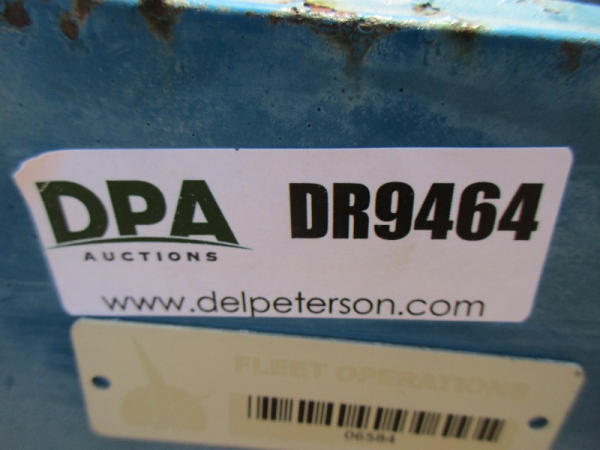 DPA
AUCTIONS
DR9464
www.delpeterson.com
FLEET OPERATIONS
06584